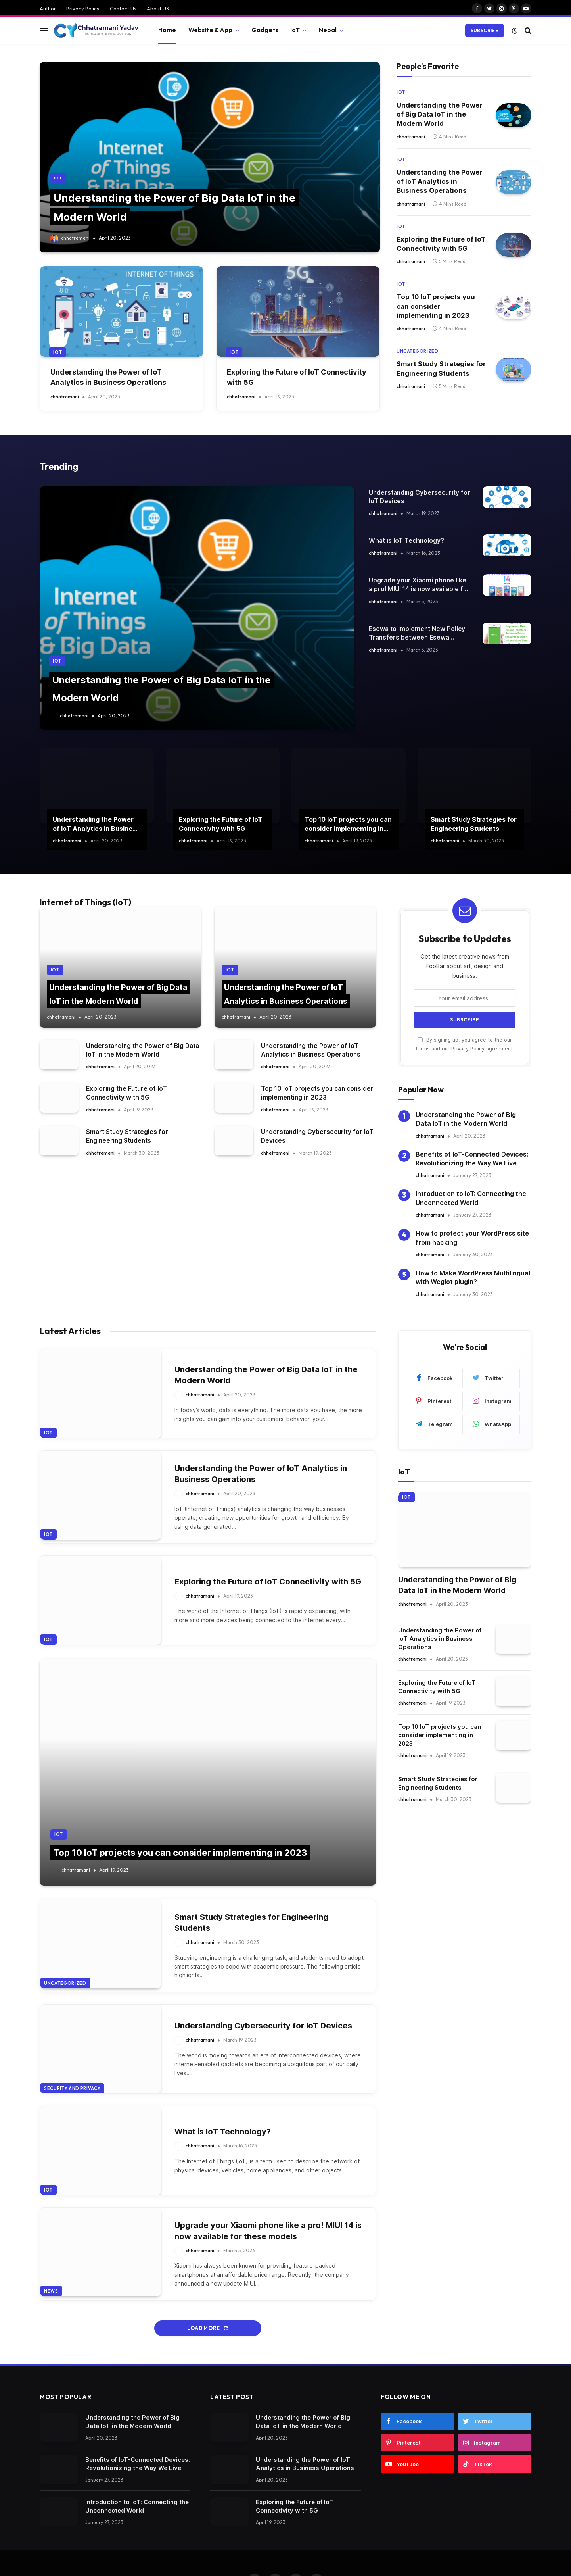 Author Privacy Policy Contact Us About US
CY Chhatramani Yadav
Home Website & App Gadgets IoT Nepal
SUBSCRIBE
Internet of Things & Big Data
IOT
Understanding the Power of Big Data IoT in the
Modern World
chhatramani April 20, 2023
INTERNET OF THINGS
IOT
Understanding the Power of IoT
Analytics in Business Operations
chhatramani April 20, 2023
5G
IOT
Exploring the Future of IoT Connectivity
with 5G
chhatramani April 19, 2023
People's Favorite
IOT
Understanding the Power
of Big Data IoT in the
Modern World
chhatramani 4 Mins Read
IOT
Understanding the Power
of IoT Analytics in
Business Operations
chhatramani 4 Mins Read
IOT
Exploring the Future of IoT
Connectivity with 5G
chhatramani 5 Mins Read
IOT
Top 10 IoT projects you
can consider
implementing in 2023
chhatramani 4 Mins Read
UNCATEGORIZED
Smart Study Strategies for
Engineering Students
chhatramani 5 Mins Read
Trending
Internet of Things & Big Data
IOT
Understanding the Power of Big Data IoT in the
Modern World
chhatramani April 20, 2023
Understanding Cybersecurity for
IoT Devices
chhatramani March 19, 2023
What is IoT Technology?
chhatramani March 16, 2023
IOT
Upgrade your Xiaomi phone like
a pro! MIUI 14 is now available f...
chhatramani March 5, 2023
Esewa to Implement New Policy:
Transfers between Esewa...
chhatramani March 5, 2023
Understanding the Power
of IoT Analytics in Busine...
chhatramani April 20, 2023
Exploring the Future of IoT
Connectivity with 5G
chhatramani April 19, 2023
Top 10 IoT projects you can
consider implementing in...
chhatramani April 19, 2023
Smart Study Strategies for
Engineering Students
chhatramani March 30, 2023
Internet of Things (IoT)
IOT
Understanding the Power of Big Data
IoT in the Modern World
chhatramani April 20, 2023
IOT
Understanding the Power of IoT
Analytics in Business Operations
chhatramani April 20, 2023
Understanding the Power of Big Data
IoT in the Modern World
chhatramani April 20, 2023
Understanding the Power of IoT
Analytics in Business Operations
chhatramani April 20, 2023
Exploring the Future of IoT
Connectivity with 5G
chhatramani April 19, 2023
Top 10 IoT projects you can consider
implementing in 2023
chhatramani April 19, 2023
Smart Study Strategies for
Engineering Students
chhatramani March 30, 2023
Understanding Cybersecurity for IoT
Devices
chhatramani March 19, 2023
Subscribe to Updates
Get the latest creative news from
FooBar about art, design and
business.
Your email address..
SUBSCRIBE
By signing up, you agree to the our
terms and our Privacy Policy agreement.
Popular Now
1 Understanding the Power of Big
Data IoT in the Modern World
chhatramani April 20, 2023
2 Benefits of IoT-Connected Devices:
Revolutionizing the Way We Live
chhatramani January 27, 2023
3 Introduction to IoT: Connecting the
Unconnected World
chhatramani January 27, 2023
4 How to protect your WordPress site
from hacking
chhatramani January 30, 2023
5 How to Make WordPress Multilingual
with Weglot plugin?
chhatramani January 30, 2023
Latest Articles
IOT
Understanding the Power of Big Data IoT in the
Modern World
chhatramani April 20, 2023
In today's world, data is everything. The more data you have, the more
insights you can gain into your customers' behavior, your...
IOT
Understanding the Power of IoT Analytics in
Business Operations
chhatramani April 20, 2023
IoT (Internet of Things) analytics is changing the way businesses
operate, creating new opportunities for growth and efficiency. By
using data generated...
IOT
Exploring the Future of IoT Connectivity with 5G
chhatramani April 19, 2023
The world of the Internet of Things (IoT) is rapidly expanding, with
more and more devices being connected to the internet every...
IOT
Top 10 IoT projects you can consider implementing in 2023
chhatramani April 19, 2023
UNCATEGORIZED
Smart Study Strategies for Engineering
Students
chhatramani March 30, 2023
Studying engineering is a challenging task, and students need to adopt
smart strategies to cope with academic pressure. The following article
highlights...
SECURITY AND PRIVACY
Understanding Cybersecurity for IoT Devices
chhatramani March 19, 2023
The world is moving towards an era of interconnected devices, where
internet-enabled gadgets are becoming a ubiquitous part of our daily
lives....
IOT
What is IoT Technology?
chhatramani March 16, 2023
The Internet of Things (IoT) is a term used to describe the network of
physical devices, vehicles, home appliances, and other objects...
NEWS
Upgrade your Xiaomi phone like a pro! MIUI 14 is
now available for these models
chhatramani March 5, 2023
Xiaomi has always been known for providing feature-packed
smartphones at an affordable price range. Recently, the company
announced a new update MIUI...
LOAD MORE
We're Social
Facebook Twitter
Pinterest Instagram
Telegram WhatsApp
IoT
IOT
Understanding the Power of Big
Data IoT in the Modern World
chhatramani April 20, 2023
Understanding the Power of
IoT Analytics in Business
Operations
chhatramani April 20, 2023
Exploring the Future of IoT
Connectivity with 5G
chhatramani April 19, 2023
Top 10 IoT projects you can
consider implementing in
2023
chhatramani April 19, 2023
Smart Study Strategies for
Engineering Students
chhatramani March 30, 2023
MOST POPULAR
Understanding the Power of Big
Data IoT in the Modern World
April 20, 2023
Benefits of IoT-Connected Devices:
Revolutionizing the Way We Live
January 27, 2023
Introduction to IoT: Connecting the
Unconnected World
January 27, 2023
LATEST POST
Understanding the Power of Big
Data IoT in the Modern World
April 20, 2023
Understanding the Power of IoT
Analytics in Business Operations
April 20, 2023
Exploring the Future of IoT
Connectivity with 5G
April 19, 2023
FOLLOW ME ON
Facebook Twitter
Pinterest Instagram
YouTube TikTok